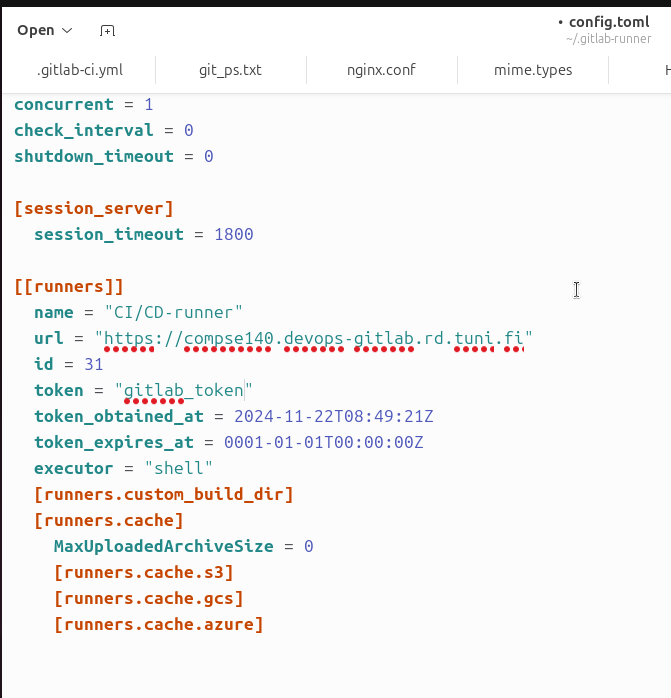 Open
• config.toml
~/.gitlab-runner
.gitlab-ci.yml git_ps.txt nginx.conf mime.types H
concurrent = 1
check_interval = 0
shutdown_timeout = 0
[session_server]
session_timeout = 1800
[[runners]]
name = "CI/CD-runner"
url = "https://compse140.devops-gitlab.rd.tuni.fi"
id = 31
token = "gitlab_token"
token_obtained_at = 2024-11-22T08:49:21Z
token_expires_at = 0001-01-01T00:00:00Z
executor = "shell"
[runners.custom_build_dir]
[runners.cache]
MaxUploadedArchiveSize = 0
[runners.cache.s3]
[runners.cache.gcs]
[runners.cache.azure]